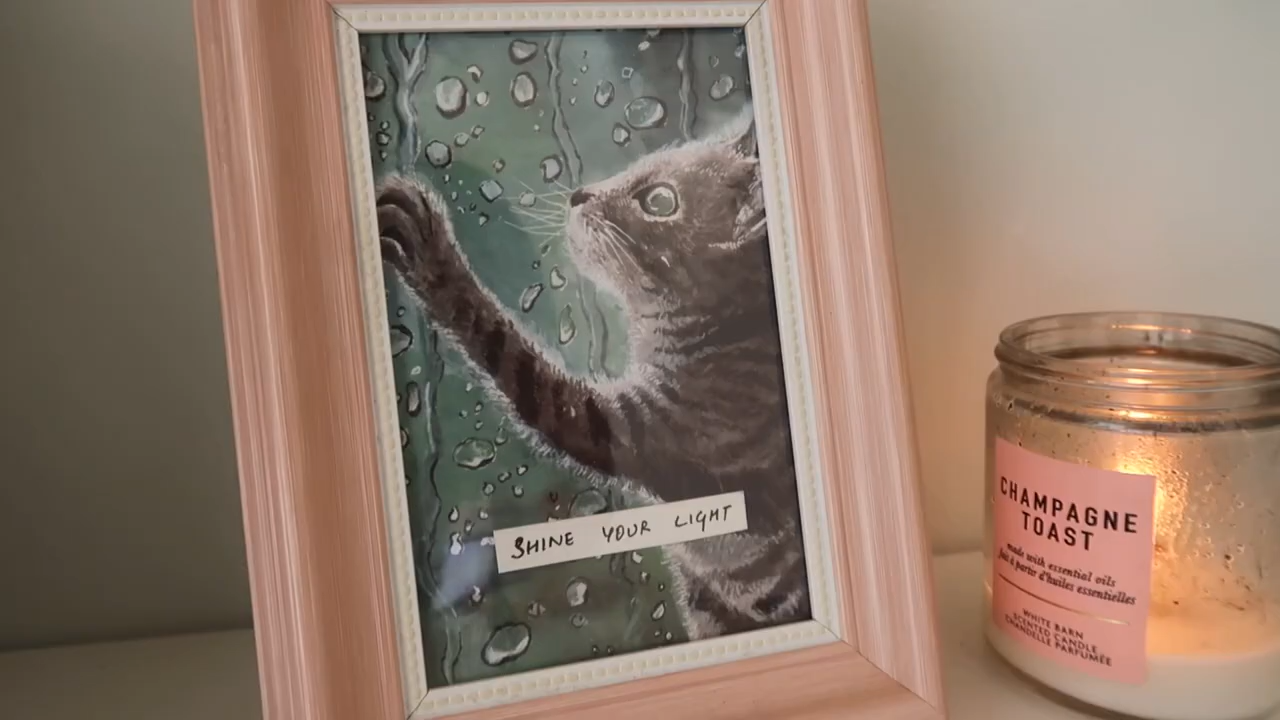 SHINE YOUR LIGHT
CHAMPAGNE
TOAST
made with essential oils
fait à partir d'huiles essentielles
WHITE BARN
SCENTED CANDLE
CHANDELLE PARFUMÉE